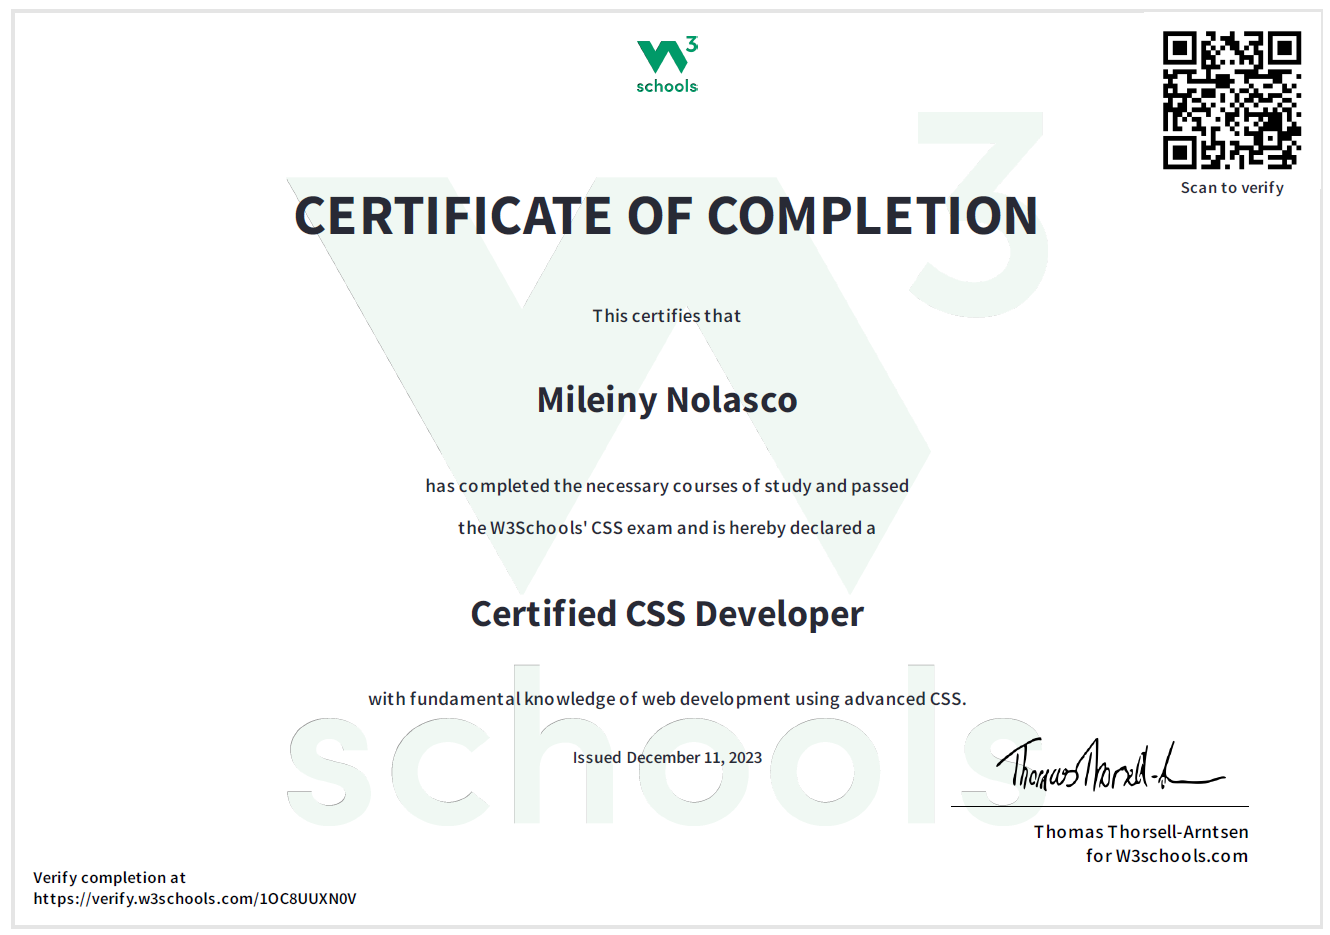 w3
schools
Scan to verify
CERTIFICATE OF COMPLETION
This certifies that
Mileiny Nolasco
has completed the necessary courses of study and passed
the W3Schools' CSS exam and is hereby declared a
Certified CSS Developer
with fundamental knowledge of web development using advanced CSS.
Issued December 11, 2023
Thomas Thorsell-A
Thomas Thorsell-Arntsen
for W3schools.com
Verify completion at
https://verify.w3schools.com/1OC8UUXN0V
w3
schools